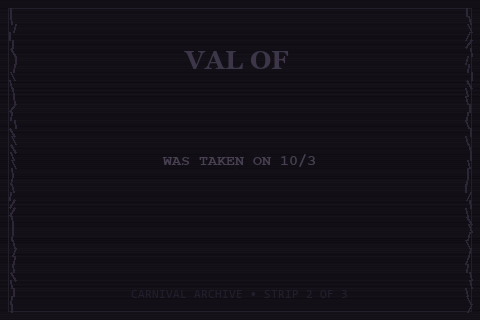 VAL OF
WAS TAKEN ON 10/3
CARNIVAL ARCHIVE • STRIP 2 OF 3